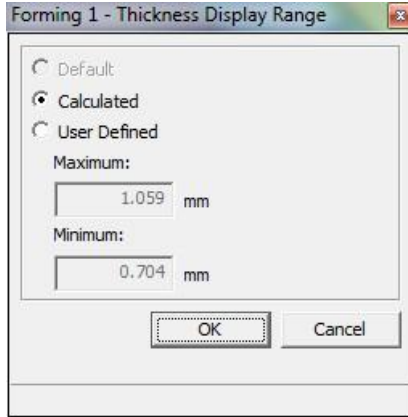 Forming 1 - Thickness Display Range
Default
Calculated
User Defined
Maximum:
1.059 mm
Minimum:
0.704 mm
OK Cancel